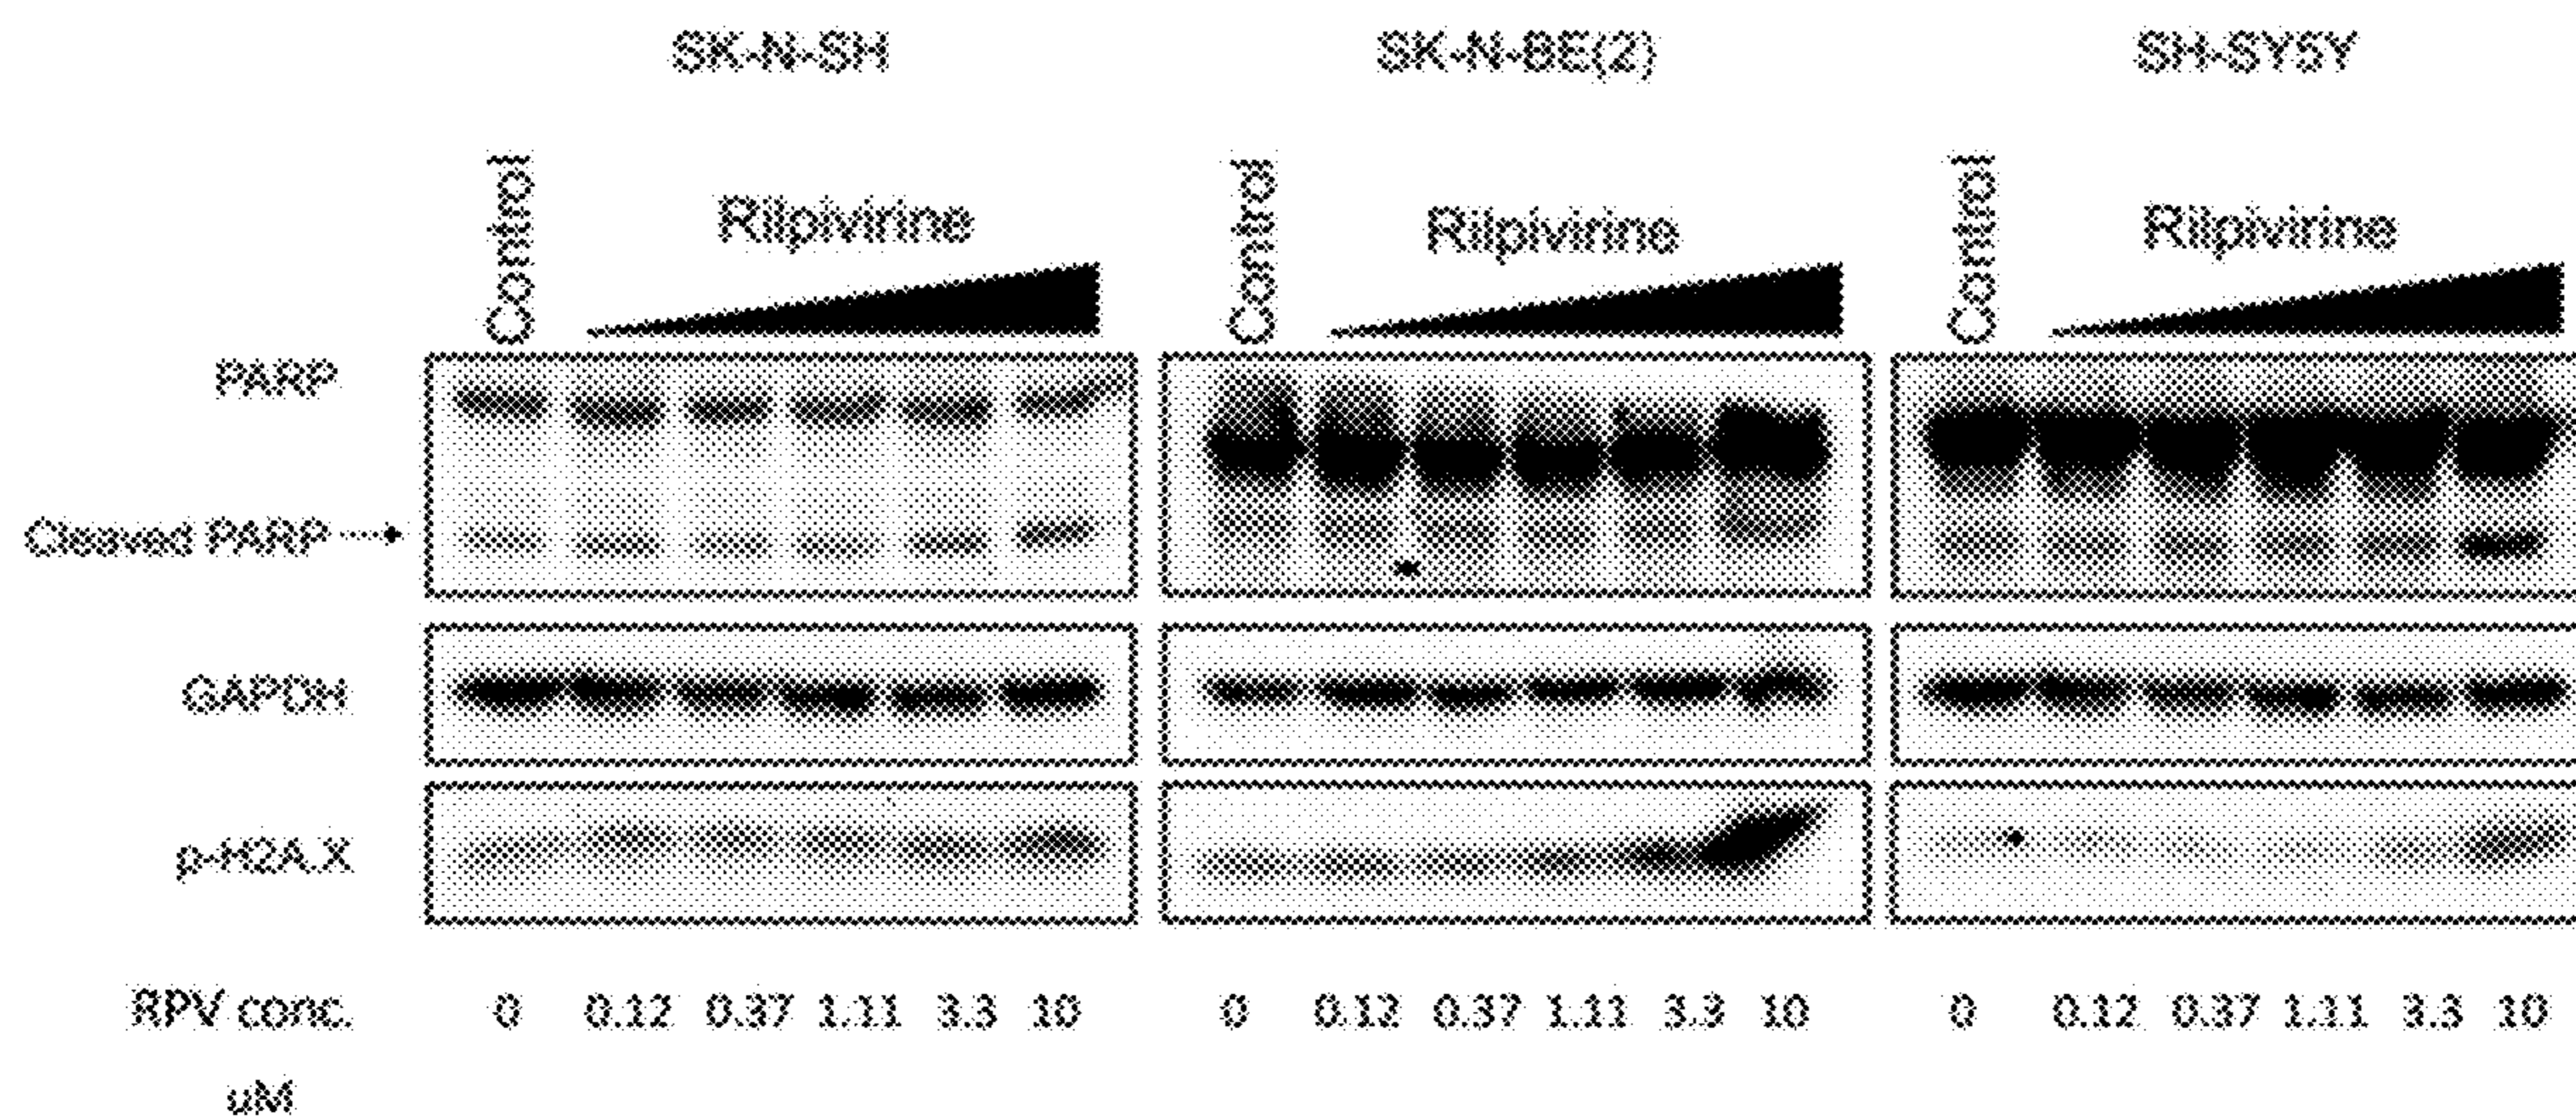 SK-N-SH SK-N-BE(2) SH-SY5Y
Control Rilpivirine Control Rilpivirine Control Rilpivirine
PARP
Cleaved PARP
GAPDH
p-H2A.X
RPV conc. 0 0.12 0.37 1.11 3.3 10 0 0.12 0.37 1.11 3.3 10 0 0.12 0.37 1.11 3.3 10
uM